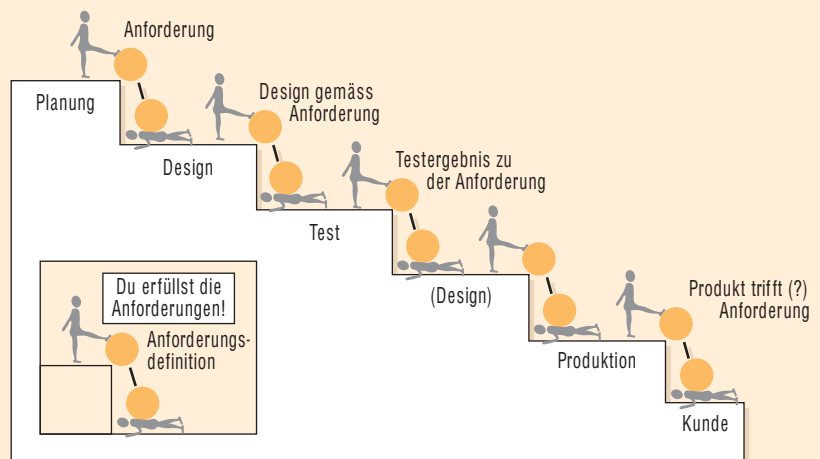 Anforderung
Planung
Design gemäss
Anforderung
Design
Testergebnis zu
der Anforderung
Test
(Design)
Produkt trifft (?)
Anforderung
Produktion
Kunde
Du erfüllst die
Anforderungen!
Anforderungs-
definition